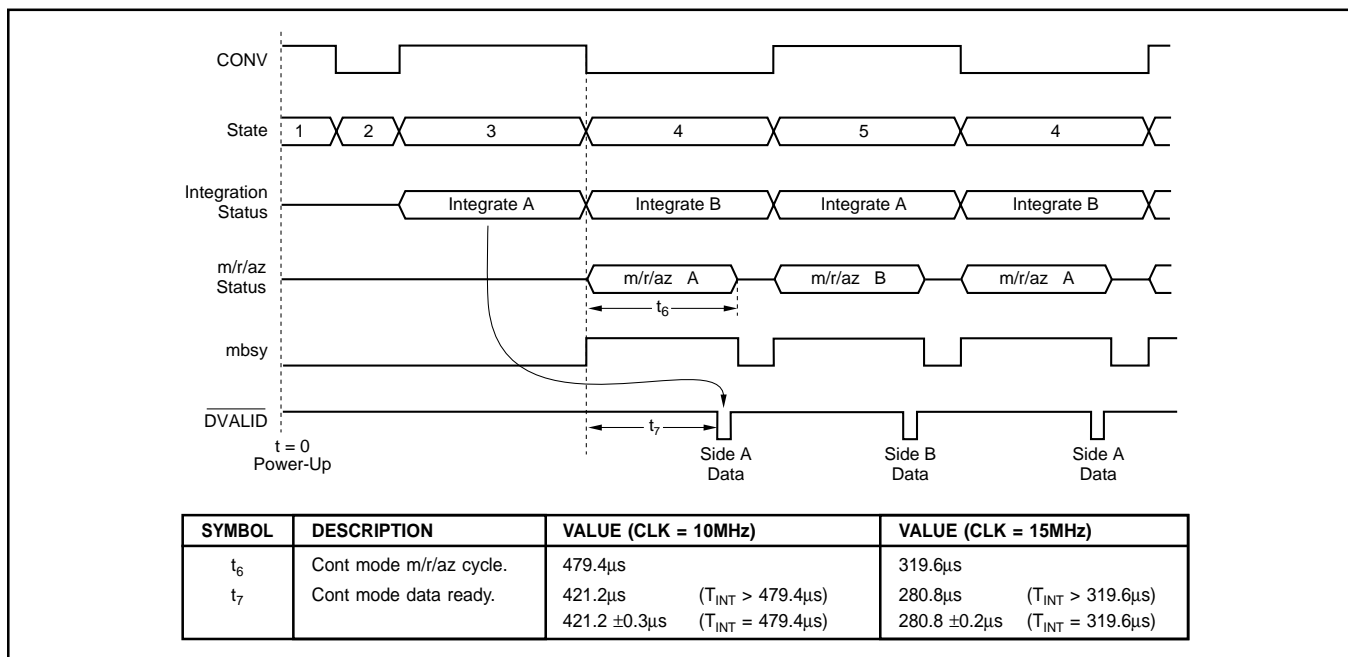 CONV
State
1 2 3 4 5 4
Integration
Status
Integrate A Integrate B Integrate A Integrate B
m/r/az
Status
m/r/az A m/r/az B m/r/az A
t6
mbsy
DVALID
t7
t = 0
Power-Up
Side A
Data
Side B
Data
Side A
Data
SYMBOL DESCRIPTION VALUE (CLK = 10MHz) VALUE (CLK = 15MHz)
t6 Cont mode m/r/az cycle. 479.4µs 319.6µs
t7 Cont mode data ready. 421.2µs (TINT > 479.4µs) 280.8µs (TINT > 319.6µs)
421.2 ±0.3µs (TINT = 479.4µs) 280.8 ±0.2µs (TINT = 319.6µs)